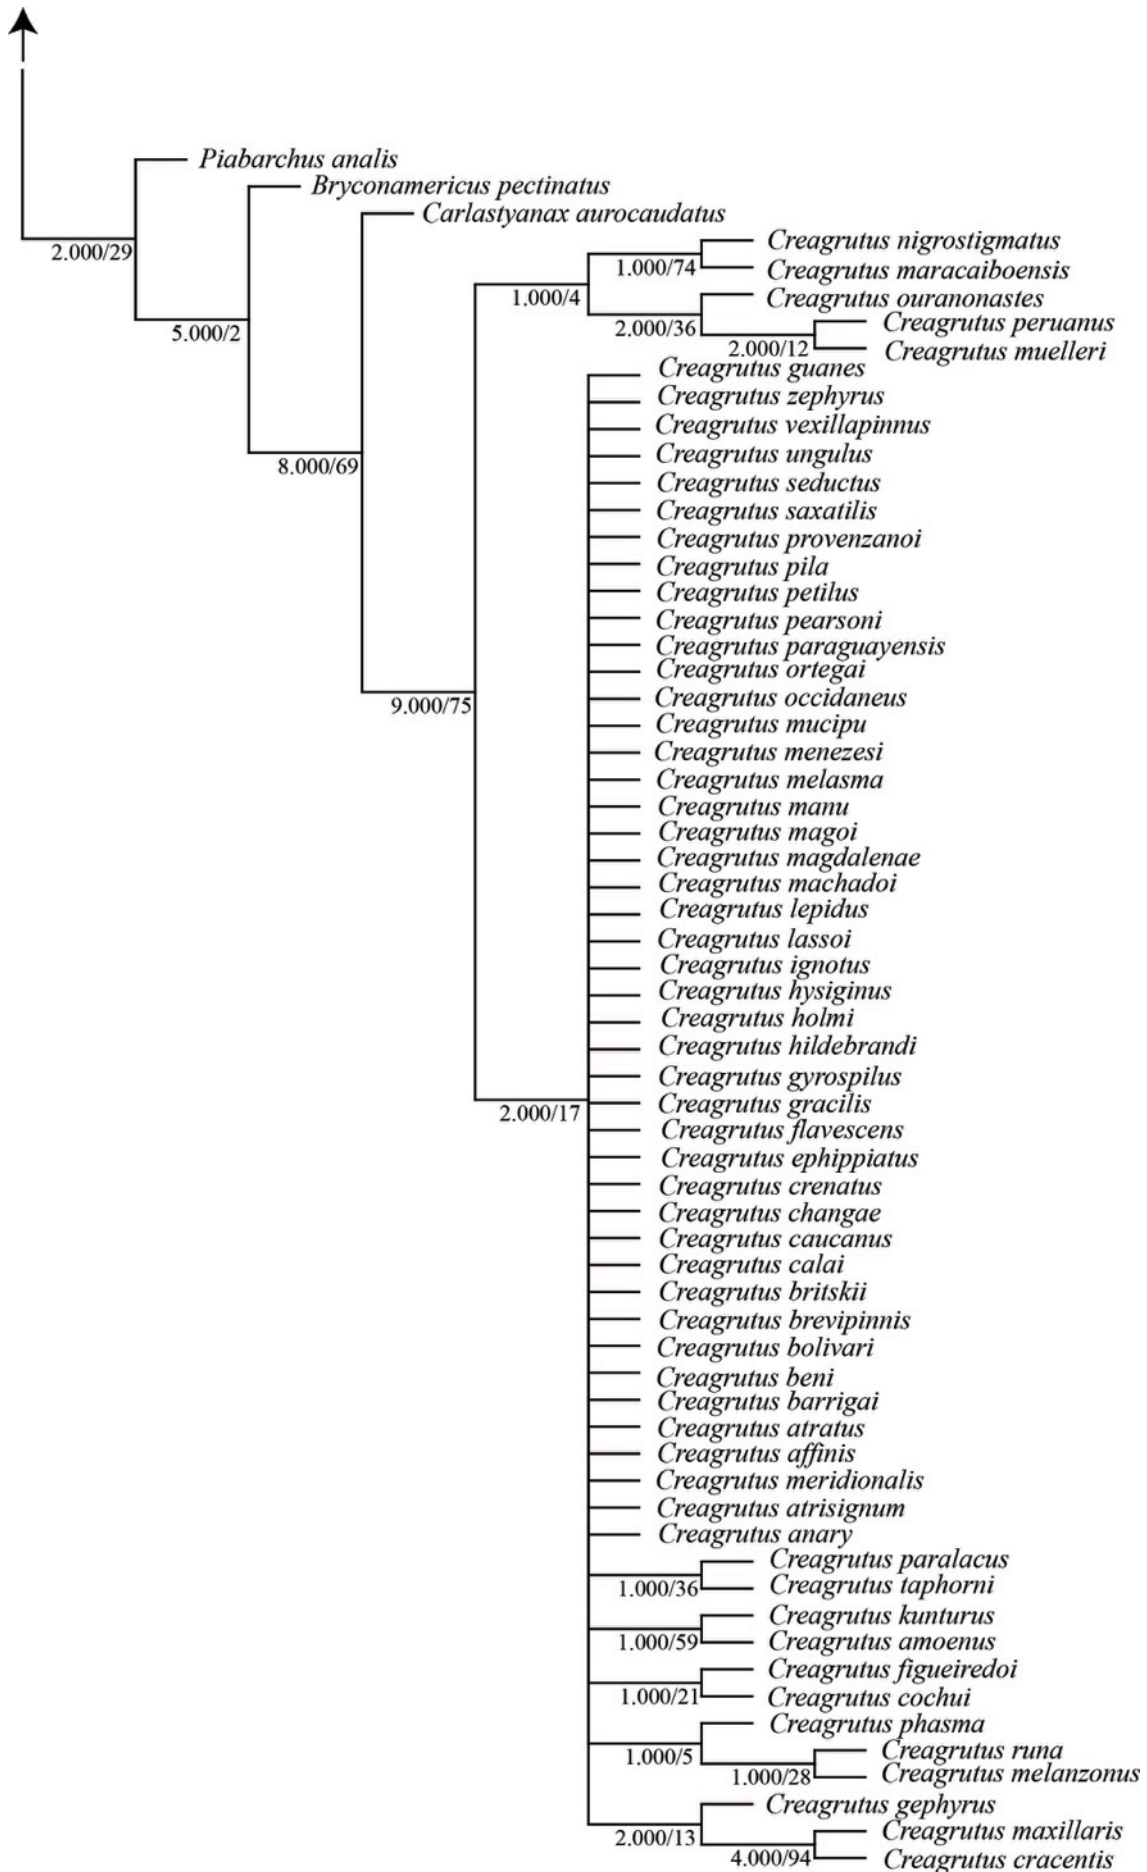 Piabarchus analis
Bryconamericus pectinatus
Carlastyanax aurocaudatus
Creagrutus nigrostigmatus
2.000/29
1.000/74
Creagrutus maracaiboensis
1.000/4
Creagrutus ouranonastes
5.000/2
2.000/36
Creagrutus peruanus
2.000/12
Creagrutus muelleri
Creagrutus guanes
Creagrutus zephyrus
Creagrutus vexillapinnus
8.000/69
Creagrutus ungulus
Creagrutus seductus
Creagrutus saxatilis
Creagrutus provenzanoi
Creagrutus pila
Creagrutus petilus
Creagrutus pearsoni
Creagrutus paraguayensis
Creagrutus ortegai
9.000/75
Creagrutus occidaneus
Creagrutus mucipu
Creagrutus menezesi
Creagrutus melasma
Creagrutus manu
Creagrutus magoi
Creagrutus magdalenae
Creagrutus machadoi
Creagrutus lepidus
Creagrutus lassoi
Creagrutus ignotus
Creagrutus hysiginus
Creagrutus holmi
Creagrutus hildebrandi
Creagrutus gyrospilus
2.000/17
Creagrutus gracilis
Creagrutus flavescens
Creagrutus ephippiatus
Creagrutus crenatus
Creagrutus changae
Creagrutus caucanus
Creagrutus calai
Creagrutus britskii
Creagrutus brevipinnis
Creagrutus bolivari
Creagrutus beni
Creagrutus barrigai
Creagrutus atratus
Creagrutus affinis
Creagrutus meridionalis
Creagrutus atrisignum
Creagrutus anary
Creagrutus paralacus
1.000/36
Creagrutus taphorni
Creagrutus kunturus
1.000/59
Creagrutus amoenus
Creagrutus figueiredoi
1.000/21
Creagrutus cochui
Creagrutus phasma
1.000/5
Creagrutus runa
1.000/28
Creagrutus melanzonus
Creagrutus gephyrus
2.000/13
Creagrutus maxillaris
4.000/94
Creagrutus cracentis